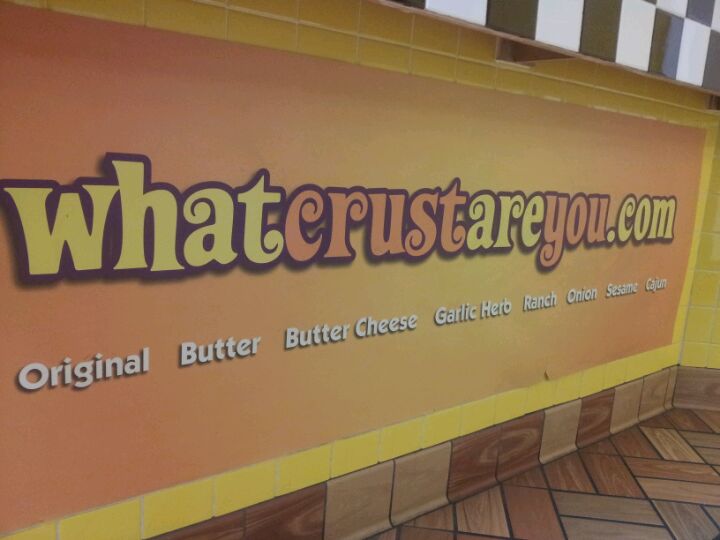 whatcrustareyou.com
Original Butter Butter Cheese Garlic Herb Ranch Onion Sesame Cajun